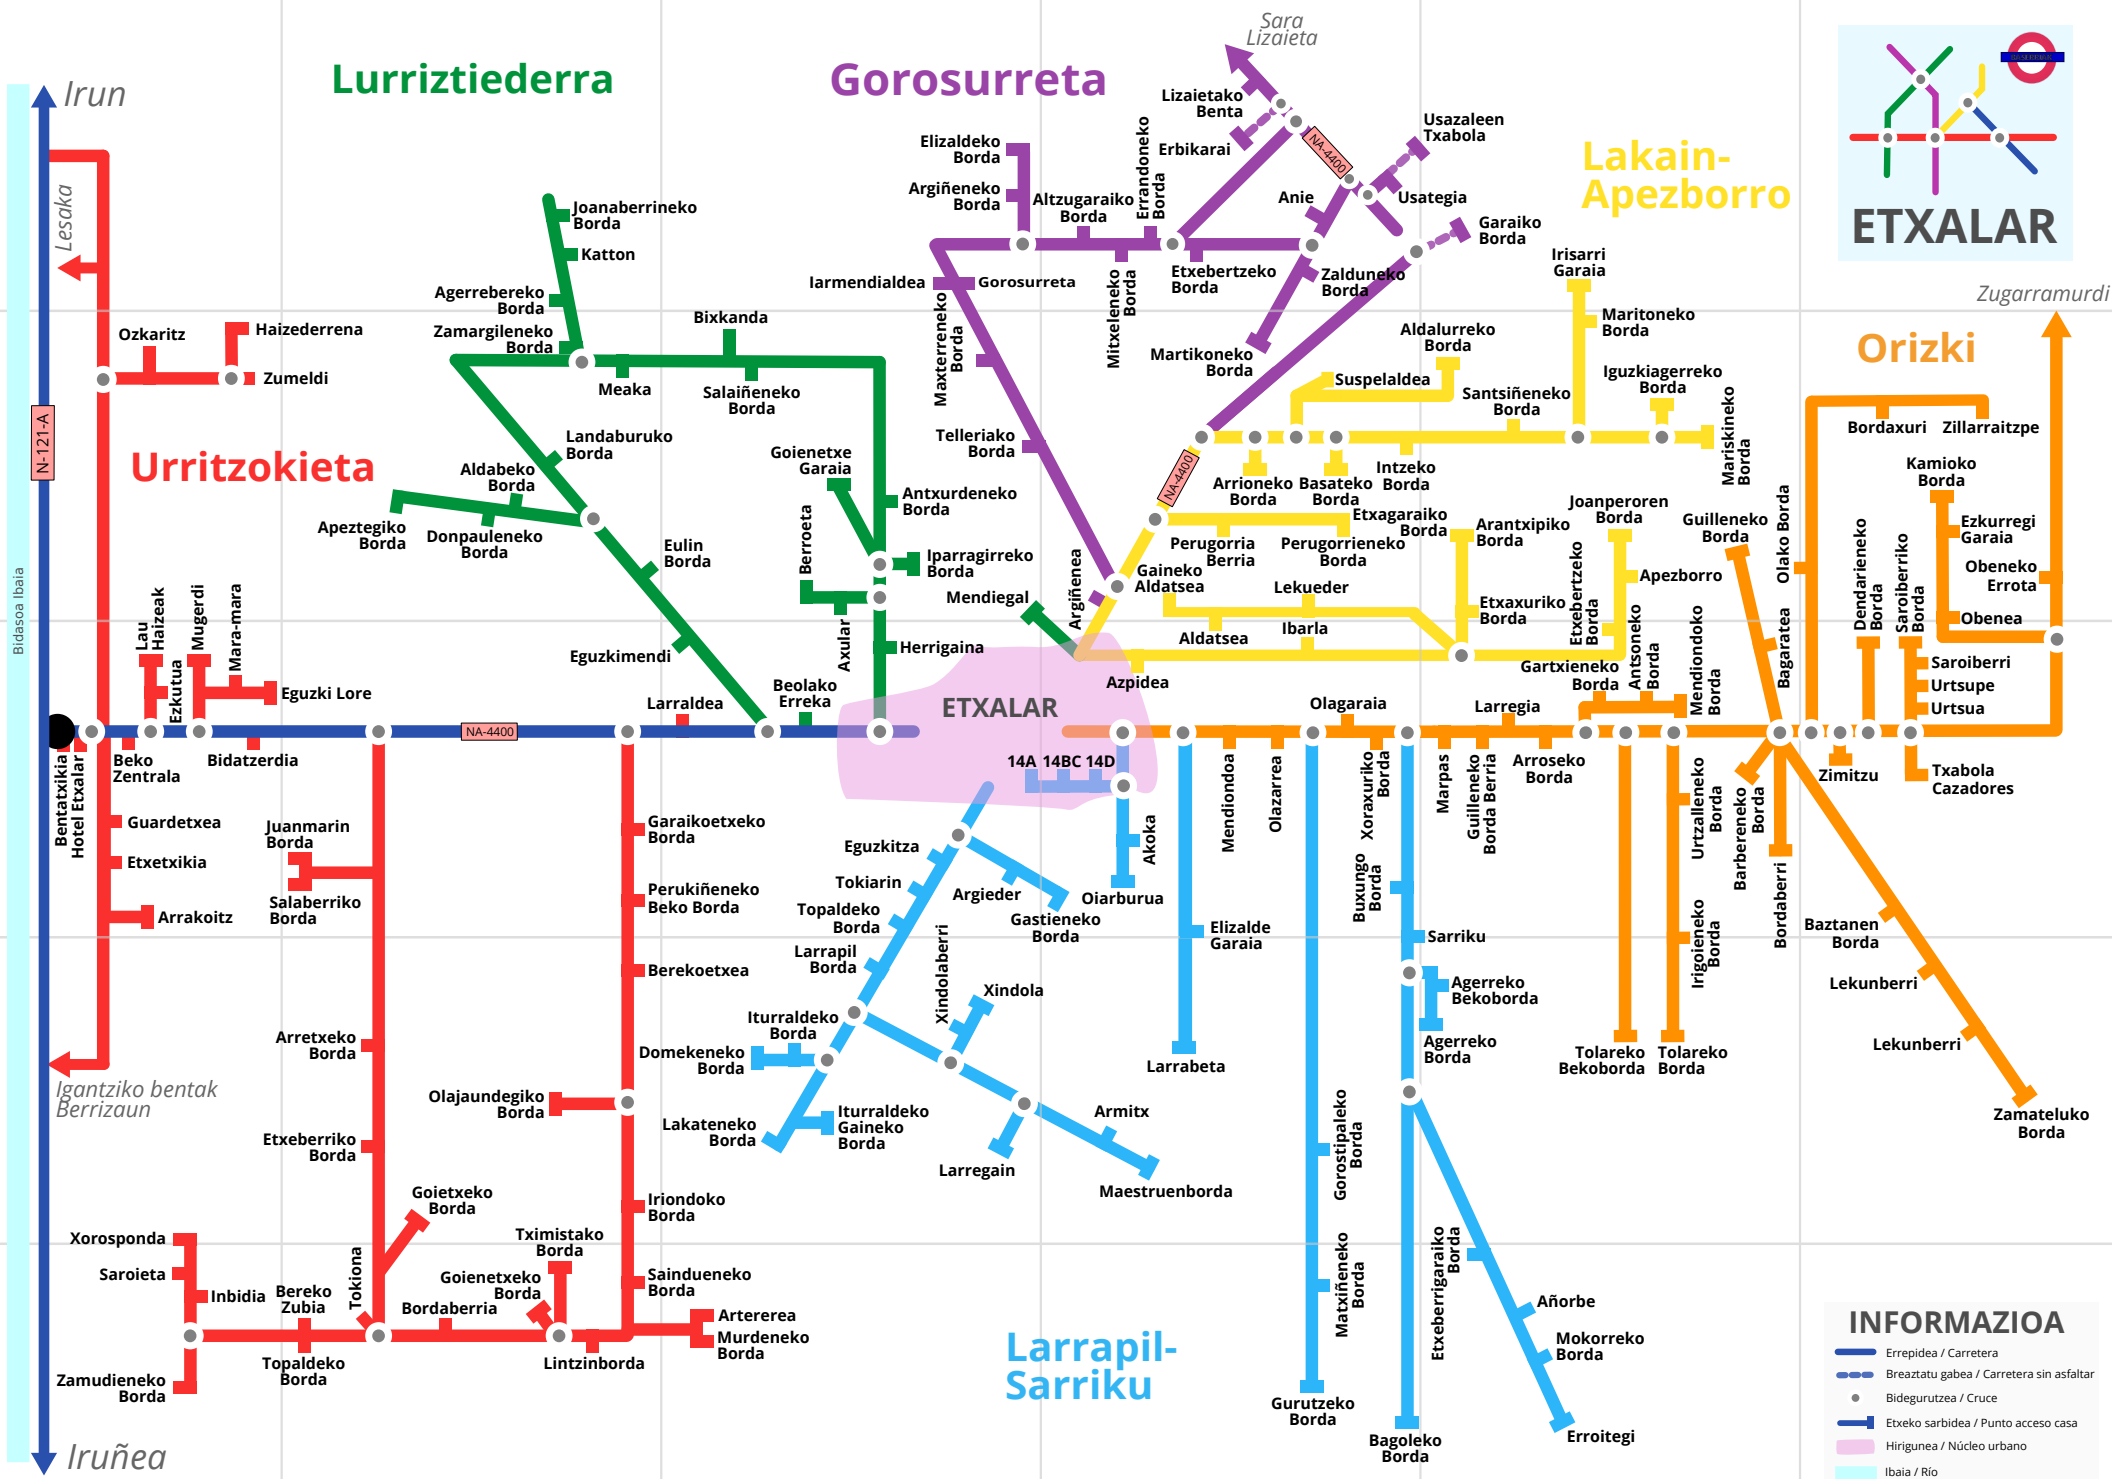 Irun
Lesaka
N-121-A
Bidasoa Ibaia
Igantziko bentak
Berrizaun
Iruñea
Lurriztiederra
Gorosurreta
Sara
Lizaieta
Lakain-
Apezborro
ETXALAR
Zugarramurdi
Orizki
Urritzokieta
Larrapil-
Sarriku
Ozkaritz
Haizederrena
Zumeldi
Lau
Haizeak
Ezkutua
Mugerdi
Mara-mara
Eguzki Lore
Bentatxikia
Hotel Etxalar
Beko
Zentrala
Bidatzerdia
NA-4400
Larraldea
Guardetxea
Etxetxikia
Arrakoitz
Juanmarin
Borda
Salaberriko
Borda
Arretxeko
Borda
Etxeberriko
Borda
Goietxeko
Borda
Tokiona
Xorosponda
Saroieta
Inbidia
Bereko
Zubia
Topaldeko
Borda
Zamudieneko
Borda
Bordaberria
Goienetxeko
Borda
Tximistako
Borda
Lintzinborda
Garaikoetxeko
Borda
Perukiñeneko
Beko Borda
Berekoetxea
Olajaundegiko
Borda
Iriondoko
Borda
Saindueneko
Borda
Artererea
Murdeneko
Borda
Joanaberrineko
Borda
Katton
Agerrebereko
Borda
Zamargileneko
Borda
Meaka
Bixkanda
Salaiñeneko
Borda
Landaburuko
Borda
Aldabeko
Borda
Apeztegiko
Borda
Donpauleneko
Borda
Eulin
Borda
Eguzkimendi
Beolako
Erreka
Goienetxe
Garaia
Antxurdeneko
Borda
Iparragirreko
Borda
Berroeta
Axular
Herrigaina
Mendiegal
Elizaldeko
Borda
Argiñeneko
Borda
Altzugaraiko
Borda
Errandoneko
Borda
Lizaietako
Benta
Erbikarai
NA-4400
Usazaleen
Txabola
Usategia
Anie
Garaiko
Borda
Iarmendialdea
Gorosurreta
Mitxeleneko
Borda
Etxebertzeko
Borda
Zalduneko
Borda
Martikoneko
Borda
Maxterreneko
Borda
Telleriako
Borda
Argiñenea
Irisarri
Garaia
Maritoneko
Borda
Aldalurreko
Borda
Suspelaldea
Santsiñeneko
Borda
Iguzkiagerreko
Borda
Mariskineko
Borda
NA-4400
Arrioneko
Borda
Basateko
Borda
Intzeko
Borda
Perugorria
Berria
Perugorrieneko
Borda
Etxagaraiko
Borda
Arantxipiko
Borda
Joanperoren
Borda
Apezborro
Etxebertzeko
Borda
Etxaxuriko
Borda
Gaineko
Aldatsea
Lekueder
Aldatsea
Ibarla
Azpidea
ETXALAR
14A 14BC 14D
Akoka
Oiarburua
Olagaraia
Larregia
Mendiondoa
Olazarrea
Xoraxuriko
Borda
Marpas
Guilleneko
Borda Berria
Arroseko
Borda
Gartxieneko
Borda
Antsoneko
Borda
Mendiondoko
Borda
Guilleneko
Borda
Bagaratea
Olako Borda
Bordaxuri
Zillarraitzpe
Kamioko
Borda
Ezkurregi
Garaia
Obeneko
Errota
Obenea
Dendarieneko
Borda
Saroiberriko
Borda
Saroiberri
Urtsupe
Urtsua
Zimitzu
Txabola
Cazadores
Urtzalleneko
Borda
Irigoieneko
Borda
Tolareko
Bekoborda
Tolareko
Borda
Barbereneko
Borda
Bordaberri
Baztanen
Borda
Lekunberri
Lekunberri
Zamateluko
Borda
Eguzkitza
Tokiarin
Topaldeko
Borda
Larrapil
Borda
Argieder
Gastieneko
Borda
Xindolaberri
Xindola
Iturraldeko
Borda
Domekeneko
Borda
Lakateneko
Borda
Iturraldeko
Gaineko
Borda
Larregain
Armitx
Maestruenborda
Elizalde
Garaia
Larrabeta
Gorostipaleko
Borda
Matxiñeneko
Borda
Gurutzeko
Borda
Buxungo
Borda
Sarriku
Agerreko
Bekoborda
Agerreko
Borda
Etxeberrigaraiko
Borda
Añorbe
Mokorreko
Borda
Erroitegi
Bagoleko
Borda
INFORMAZIOA
Errepidea / Carretera
Breaztatu gabea / Carretera sin asfaltar
Bidegurutzea / Cruce
Etxeko sarbidea / Punto acceso casa
Hirigunea / Núcleo urbano
Ibaia / Río